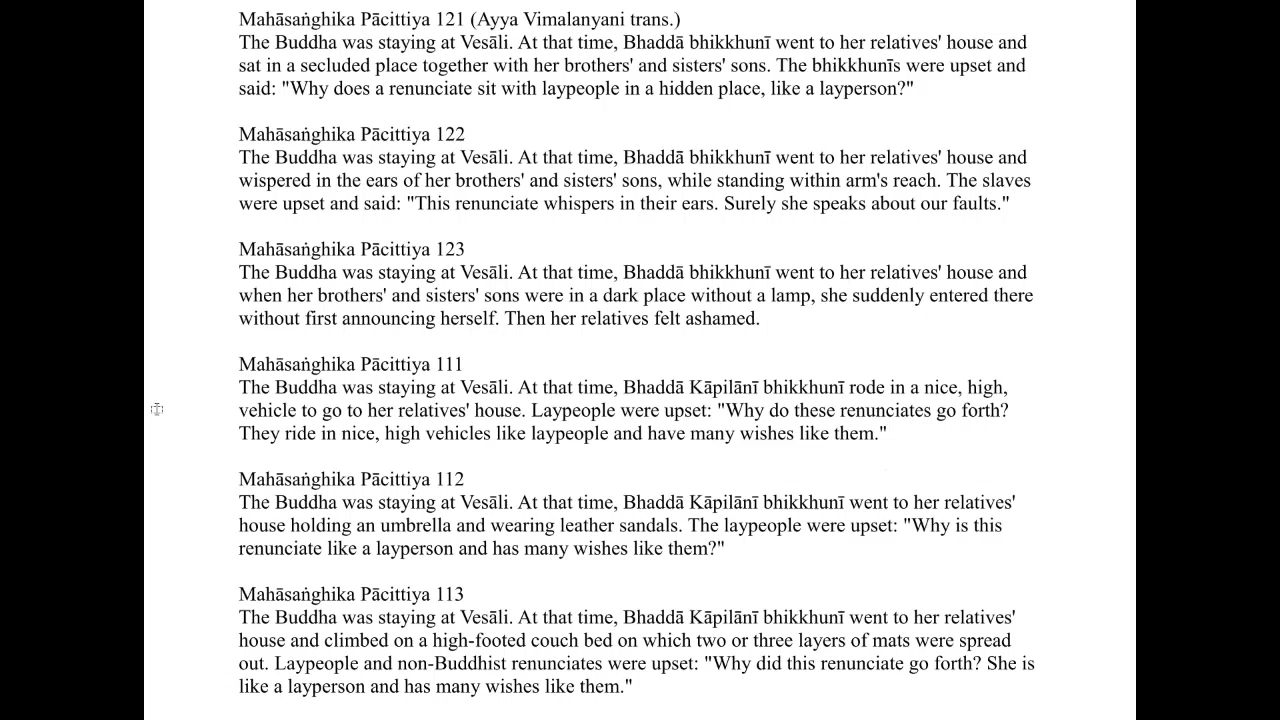 Mahāsaṅghika Pācittiya 121 (Ayya Vimalanyani trans.)
The Buddha was staying at Vesāli. At that time, Bhaddā bhikkhunī went to her relatives' house and
sat in a secluded place together with her brothers' and sisters' sons. The bhikkhunīs were upset and
said: "Why does a renunciate sit with laypeople in a hidden place, like a layperson?"
Mahāsaṅghika Pācittiya 122
The Buddha was staying at Vesāli. At that time, Bhaddā bhikkhunī went to her relatives' house and
wispered in the ears of her brothers' and sisters' sons, while standing within arm's reach. The slaves
were upset and said: "This renunciate whispers in their ears. Surely she speaks about our faults."
Mahāsaṅghika Pācittiya 123
The Buddha was staying at Vesāli. At that time, Bhaddā bhikkhunī went to her relatives' house and
when her brothers' and sisters' sons were in a dark place without a lamp, she suddenly entered there
without first announcing herself. Then her relatives felt ashamed.
Mahāsaṅghika Pācittiya 111
The Buddha was staying at Vesāli. At that time, Bhaddā Kāpilānī bhikkhunī rode in a nice, high,
vehicle to go to her relatives' house. Laypeople were upset: "Why do these renunciates go forth?
They ride in nice, high vehicles like laypeople and have many wishes like them."
Mahāsaṅghika Pācittiya 112
The Buddha was staying at Vesāli. At that time, Bhaddā Kāpilānī bhikkhunī went to her relatives'
house holding an umbrella and wearing leather sandals. The laypeople were upset: "Why is this
renunciate like a layperson and has many wishes like them?"
Mahāsaṅghika Pācittiya 113
The Buddha was staying at Vesāli. At that time, Bhaddā Kāpilānī bhikkhunī went to her relatives'
house and climbed on a high-footed couch bed on which two or three layers of mats were spread
out. Laypeople and non-Buddhist renunciates were upset: "Why did this renunciate go forth? She is
like a layperson and has many wishes like them."